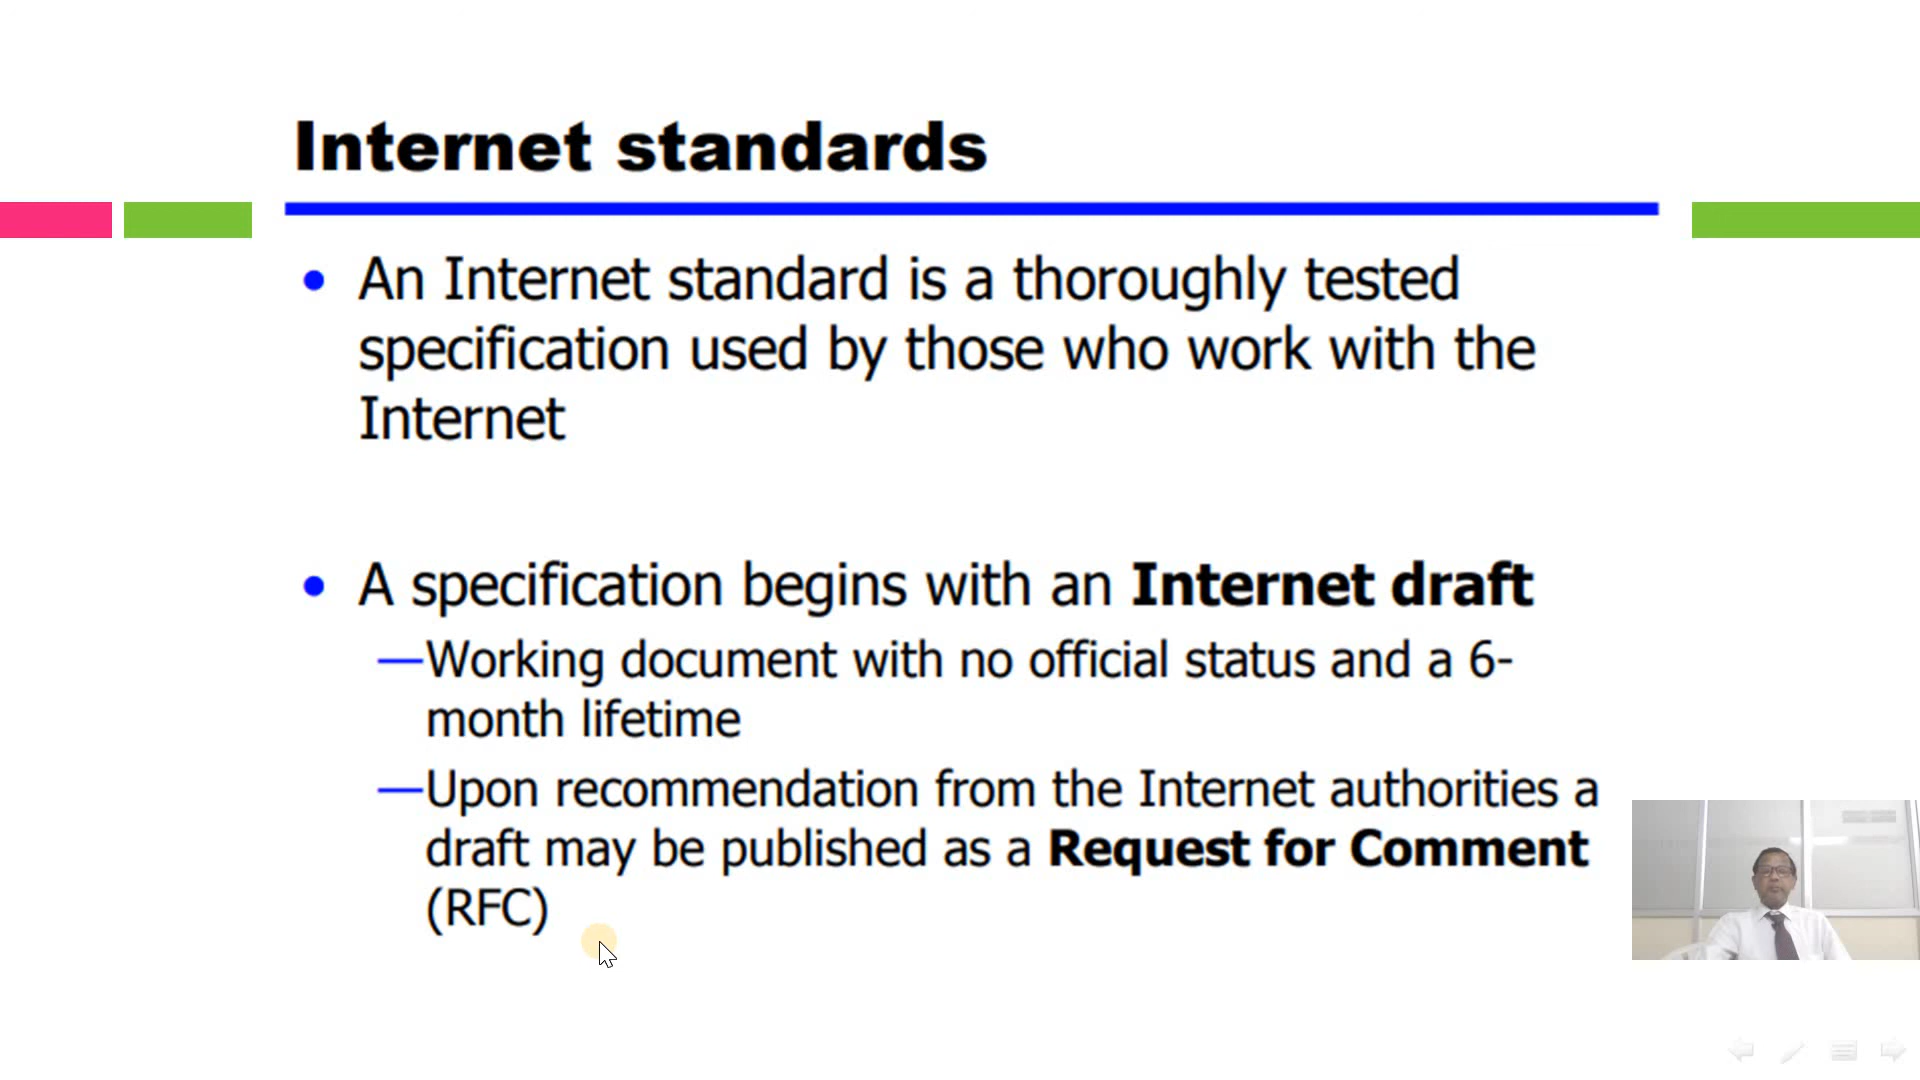 Internet standards
• An Internet standard is a thoroughly tested
specification used by those who work with the
Internet
• A specification begins with an Internet draft
—Working document with no official status and a 6-
month lifetime
—Upon recommendation from the Internet authorities a
draft may be published as a Request for Comment
(RFC)